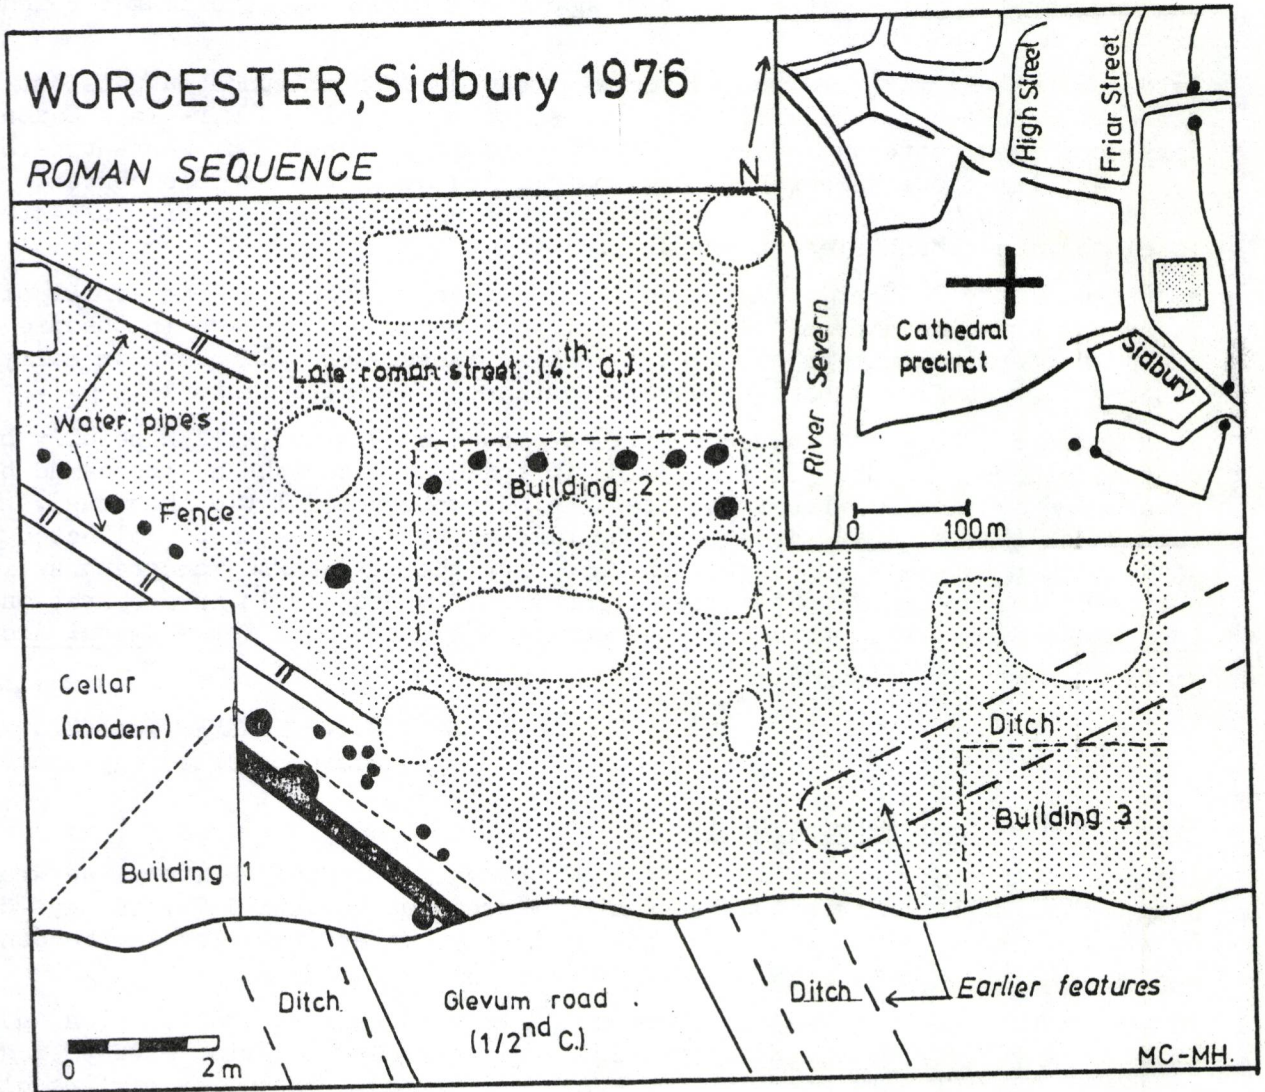 WORCESTER, Sidbury 1976
ROMAN SEQUENCE
N
High Street
Friar Street
River Severn
Cathedral
precinct
Sidbury
0 100m
Late roman street (4th C.)
Water pipes
Fence
Building 2
Cellar
(modern)
Building 1
Ditch
Building 3
Ditch
Glevum road
(1/2nd C.)
Ditch
Earlier features
0 2m
MC-MH.